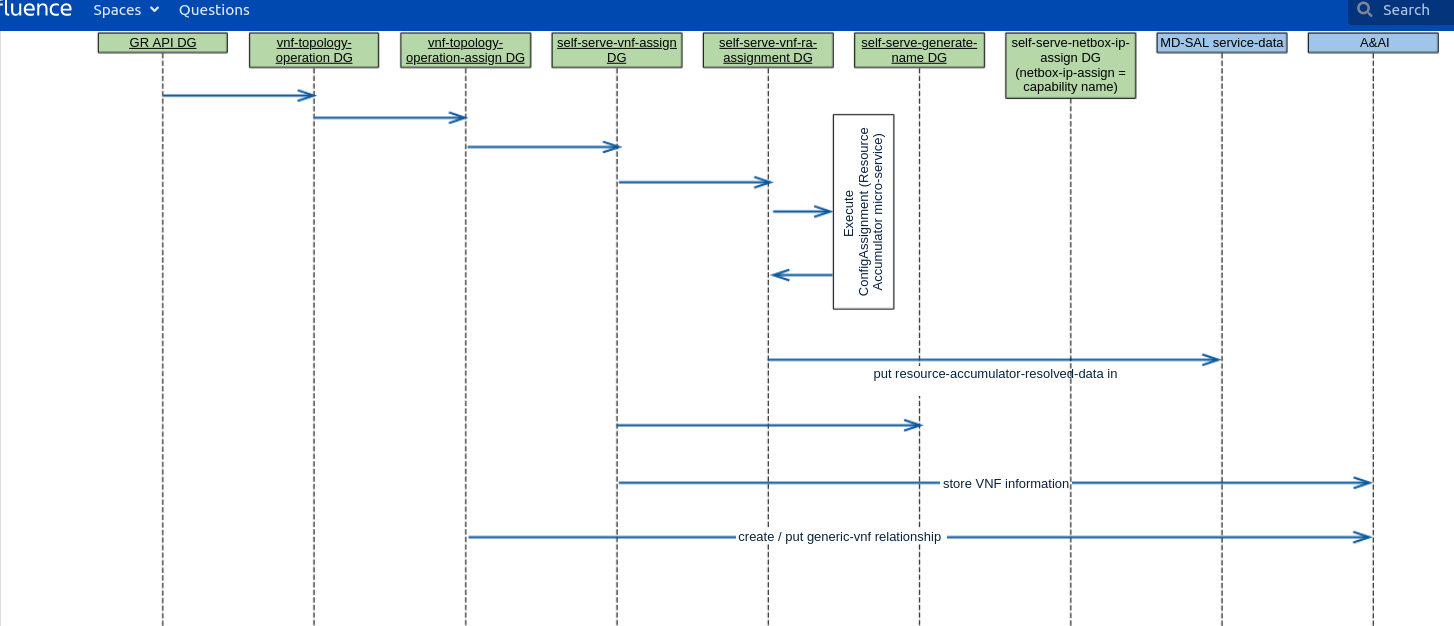 fluence
Spaces
Questions
Search
GR API DG
vnf-topology-
operation DG
vnf-topology-
operation-assign DG
self-serve-vnf-assign
DG
self-serve-vnf-ra-
assignment DG
self-serve-generate-
name DG
self-serve-netbox-ip-
assign DG
(netbox-ip-assign =
capability name)
MD-SAL service-data
A&AI
Execute
ConfigAssignment (Resource
Accumulator micro-service)
put resource-accumulator-resolved-data in
store VNF information
create / put generic-vnf relationship